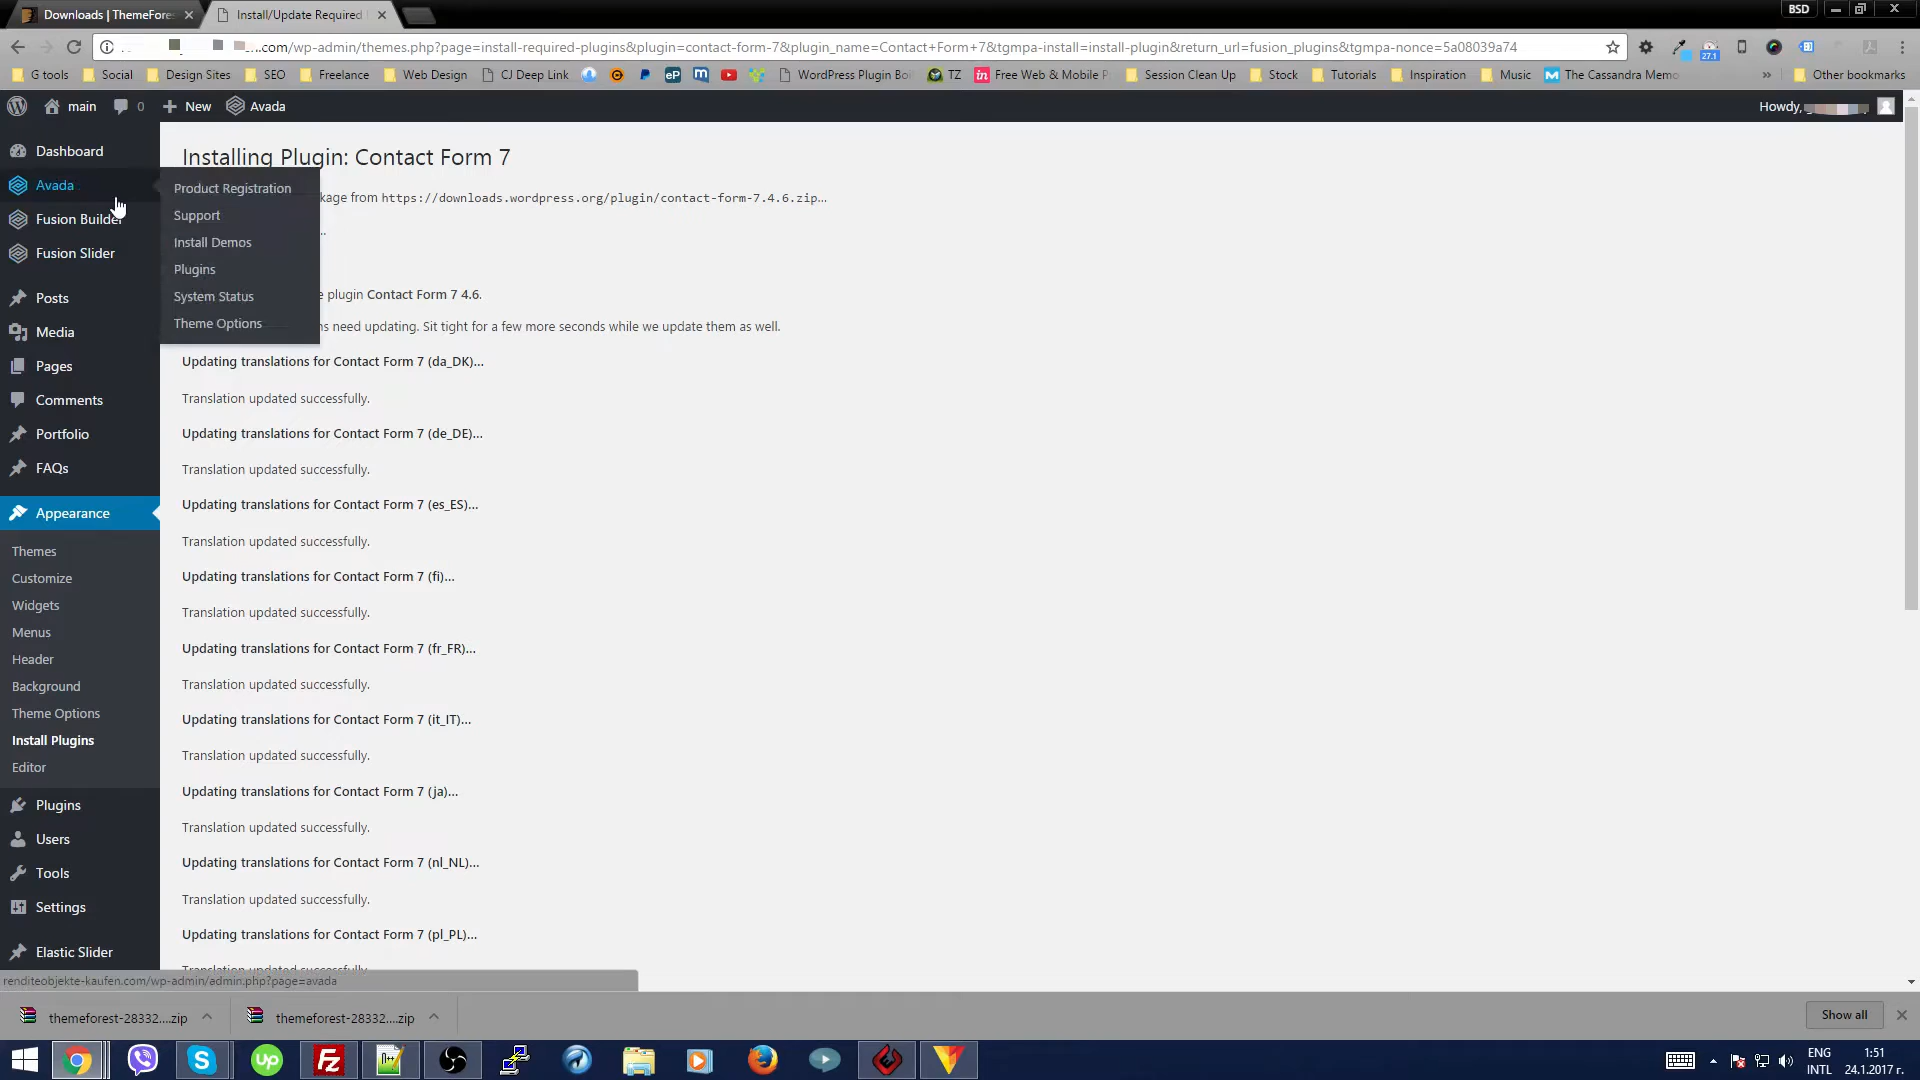 Downloads | ThemeFore
Install/Update Required
BSD
.com/wp-admin/themes.php?page=install-required-plugins&plugin=contact-form-7&plugin_name=Contact+Form+7&tgmpa-install=install-plugin&return_url=fusion_plugins&tgmpa-nonce=5a08039a74
27.1
G tools
Social
Design Sites
SEO
Freelance
Web Design
CJ Deep Link
eP
WordPress Plugin Boi
TZ
in
Free Web & Mobile P
Session Clean Up
Stock
Tutorials
Inspiration
Music
The Cassandra Memo
»
Other bookmarks
main
0
New
Avada
Howdy,
Dashboard
Avada
Fusion Builder
Fusion Slider
Posts
Media
Pages
Comments
Portfolio
FAQs
Appearance
Themes
Customize
Widgets
Menus
Header
Background
Theme Options
Install Plugins
Editor
Plugins
Users
Tools
Settings
Elastic Slider
Product Registration
Support
Install Demos
Plugins
System Status
Theme Options
Installing Plugin: Contact Form 7
kage from https://downloads.wordpress.org/plugin/contact-form-7.4.6.zip…
…
e plugin Contact Form 7 4.6.
ns need updating. Sit tight for a few more seconds while we update them as well.
Updating translations for Contact Form 7 (da_DK)…
Translation updated successfully.
Updating translations for Contact Form 7 (de_DE)…
Translation updated successfully.
Updating translations for Contact Form 7 (es_ES)…
Translation updated successfully.
Updating translations for Contact Form 7 (fi)…
Translation updated successfully.
Updating translations for Contact Form 7 (fr_FR)…
Translation updated successfully.
Updating translations for Contact Form 7 (it_IT)…
Translation updated successfully.
Updating translations for Contact Form 7 (ja)…
Translation updated successfully.
Updating translations for Contact Form 7 (nl_NL)…
Translation updated successfully.
Updating translations for Contact Form 7 (pl_PL)…
Translation updated successfully.
renditeobjekte-kaufen.com/wp-admin/admin.php?page=avada
themeforest-28332....zip
themeforest-28332....zip
Show all
up
FZ
ENG
INTL
1:51
24.1.2017 г.